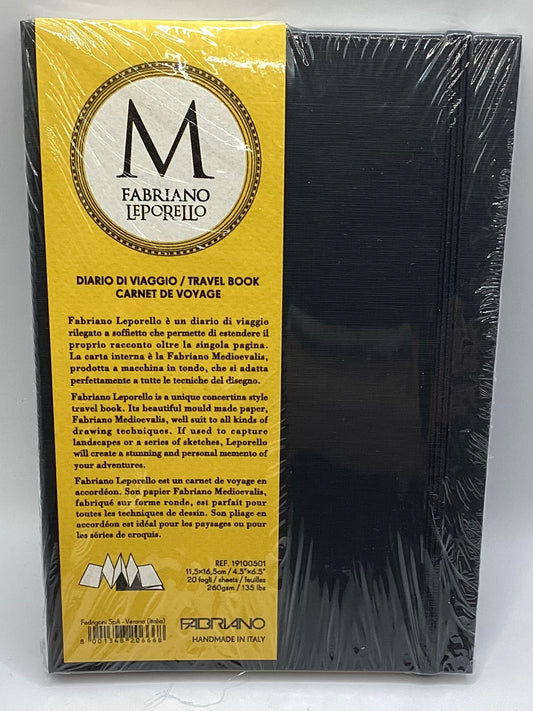 M
FABRIANO
LEPORELLO
DIARIO DI VIAGGIO / TRAVEL BOOK
CARNET DE VOYAGE
Fabriano Leporello è un diario di viaggio
rilegato a soffietto che permette di estendere il
proprio racconto oltre la singola pagina.
La carta interna è la Fabriano Medioevalis,
prodotta a macchina in tondo, che si adatta
perfettamente a tutte le tecniche del disegno.
Fabriano Leporello is a unique concertina style
travel book. Its beautiful mould made paper,
Fabriano Medioevalis, well suit to all kinds of
drawing techniques. If used to capture
landscapes or a series of sketches, Leporello
will create a stunning and personal memento of
your adventures.
Fabriano Leporello est un carnet de voyage en
accordéon. Son papier Fabriano Medioevalis,
fabriqué sur forme ronde, est parfait pour
toutes les techniques de dessin. Son pliage en
accordéon est idéal pour les paysages ou pour
les séries de croquis.
REF. 19100501
11,5x16,5cm / 4.5"x6.5"
20 fogli / sheets / feuilles
260gsm / 135 lbs
Fedrigoni SpA - Verona (Italia)
8 001348 206668
FABRIANO
HANDMADE IN ITALY